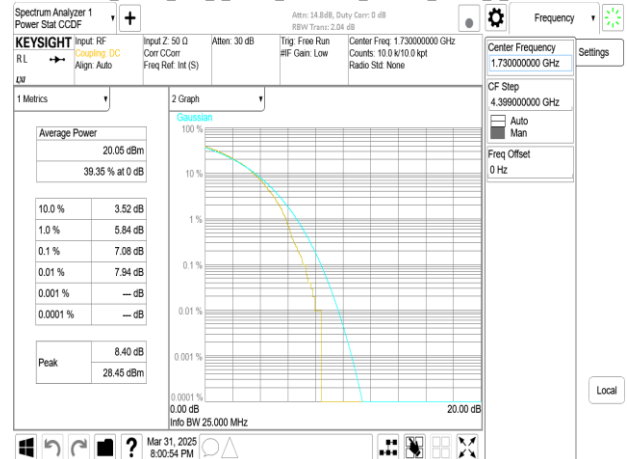 Spectrum Analyzer 1
Power Stat CCDF
Attn: 14.8dB, Duty Corr: 0 dB
RBW Trans: 2.04 dB
Frequency
KEYSIGHT
RL
LXI
Input: RF
Coupling: DC
Align: Auto
Input Z: 50 Ω
Corr CCorr
Freq Ref: Int (S)
Atten: 30 dB
Trig: Free Run
#IF Gain: Low
Center Freq: 1.730000000 GHz
Counts: 10.0 k/10.0 kpt
Radio Std: None
Center Frequency
1.730000000 GHz
Settings
CF Step
4.399000000 GHz
Auto
Man
Freq Offset
0 Hz
1 Metrics
Average Power
20.05 dBm
39.35 % at 0 dB
10.0 % 3.52 dB
1.0 % 5.84 dB
0.1 % 7.08 dB
0.01 % 7.94 dB
0.001 % --- dB
0.0001 % --- dB
Peak
8.40 dB
28.45 dBm
2 Graph
Gaussian
100 %
10 %
1 %
0.1 %
0.01 %
0.001 %
0.0001 %
0.00 dB 20.00 dB
Info BW 25.000 MHz
Local
?
Mar 31, 2025
8:00:54 PM